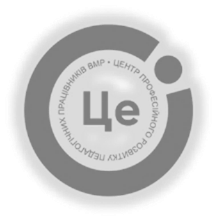 ЦЕНТР ПРОФЕСІЙНОГО РОЗВИТКУ ПЕДАГОГІЧНИХ ПРАЦІВНИКІВ ВМР •
Це